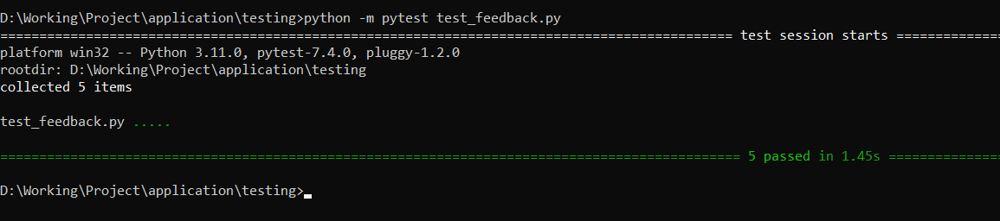 D:\Working\Project\application\testing>python -m pytest test_feedback.py
============================================================================================== test session starts ==============
platform win32 -- Python 3.11.0, pytest-7.4.0, pluggy-1.2.0
rootdir: D:\Working\Project\application\testing
collected 5 items
test_feedback.py .....
=============================================================================================== 5 passed in 1.45s ===============
D:\Working\Project\application\testing>